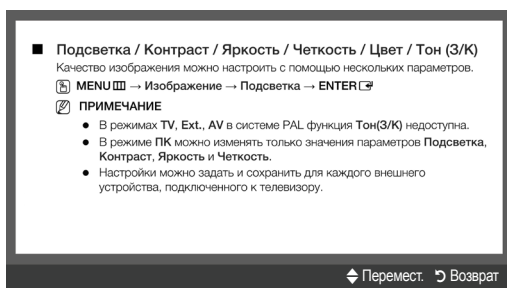 ■ Подсветка / Контраст / Яркость / Четкость / Цвет / Тон (З/К)
Качество изображения можно настроить с помощью нескольких параметров.
MENU → Изображение → Подсветка → ENTER
ПРИМЕЧАНИЕ
● В режимах TV, Ext., AV в системе PAL функция Тон(З/К) недоступна.
● В режиме ПК можно изменять только значения параметров Подсветка,
Контраст, Яркость и Четкость.
● Настройки можно задать и сохранить для каждого внешнего
устройства, подключенного к телевизору.
Перемест. Возврат